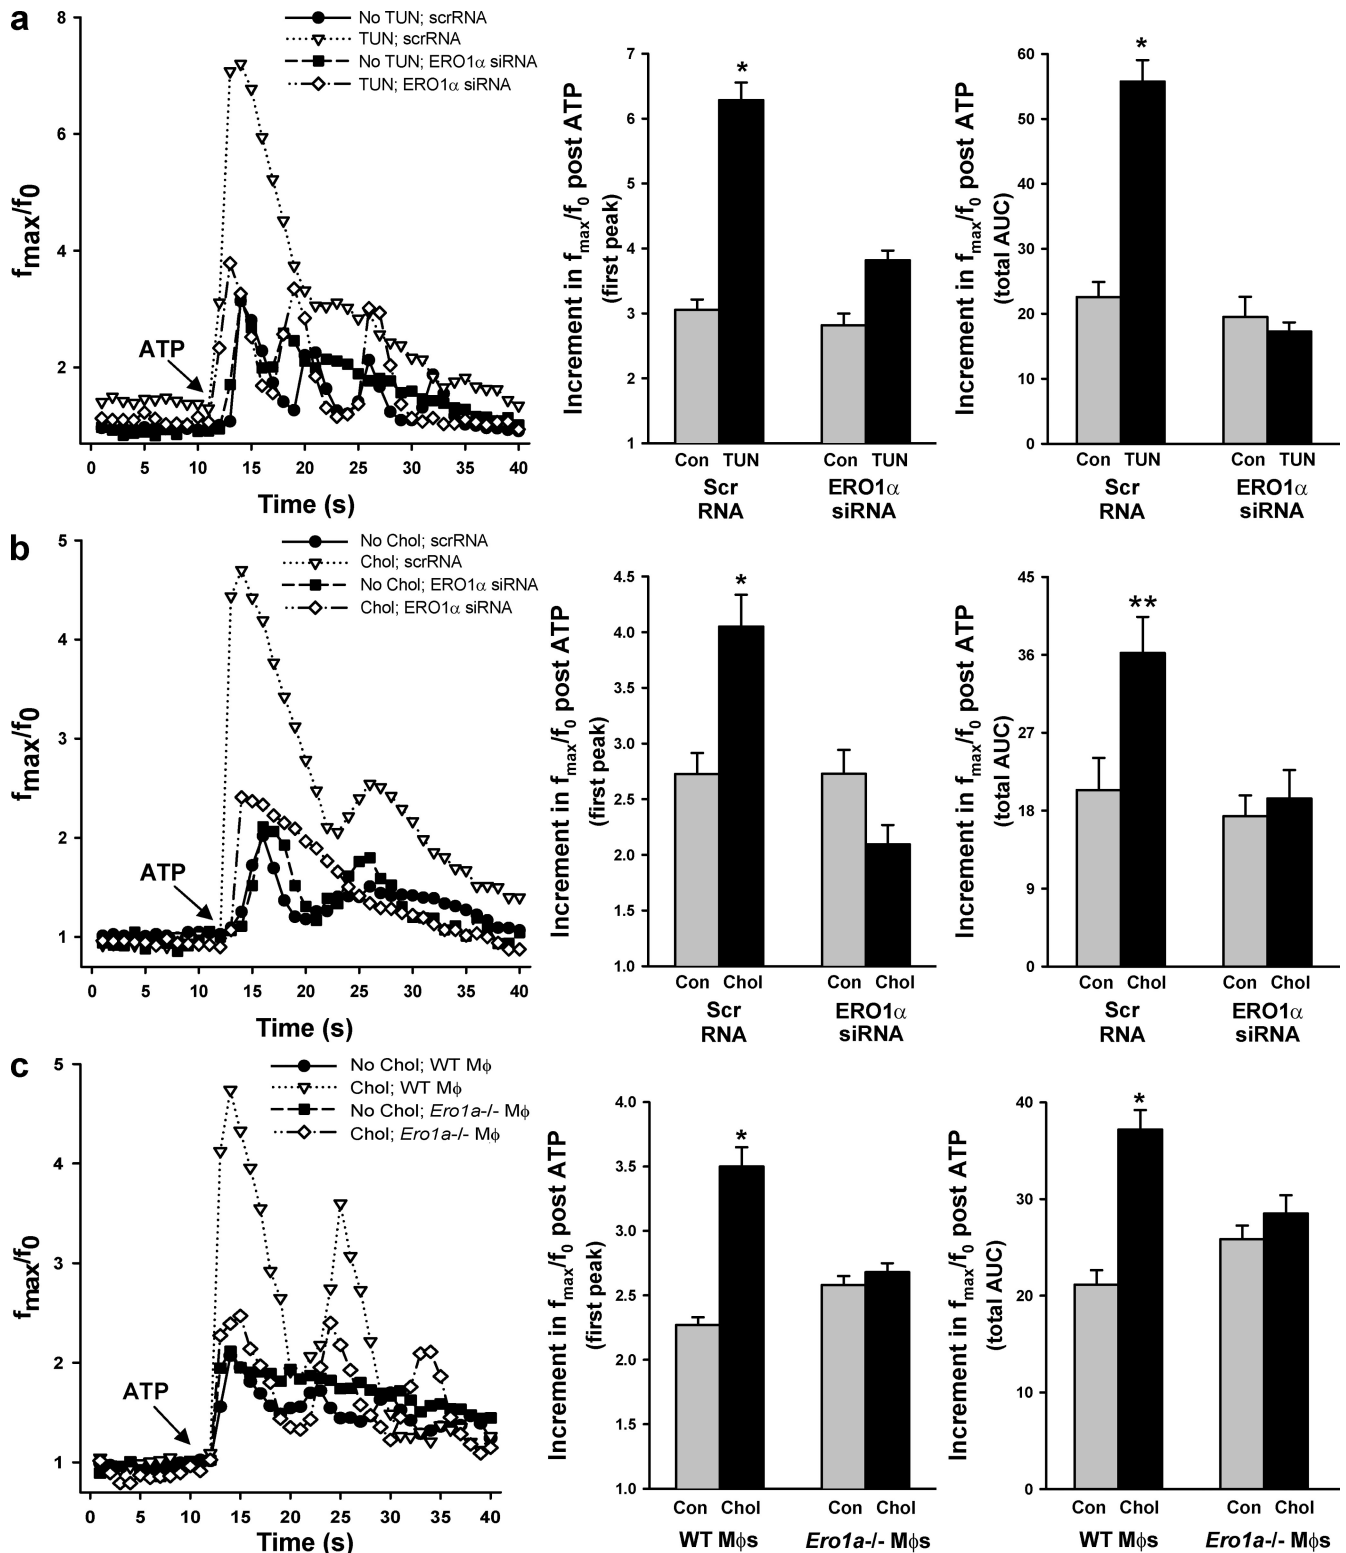 a
No TUN; scrRNA
TUN; scrRNA
No TUN; ERO1α siRNA
TUN; ERO1α siRNA
8
6
4
2
fmax/f0
ATP
0 5 10 15 20 25 30 35 40
Time (s)
Increment in fmax/f0 post ATP
(first peak)
7
6
5
4
3
2
1
*
Con TUN Con TUN
Scr ERO1α
RNA siRNA
Increment in fmax/f0 post ATP
(total AUC)
60
50
40
30
20
10
0
*
Con TUN Con TUN
Scr ERO1α
RNA siRNA
b
No Chol; scrRNA
Chol; scrRNA
No Chol; ERO1α siRNA
Chol; ERO1α siRNA
5
4
3
2
1
fmax/f0
ATP
0 5 10 15 20 25 30 35 40
Time (s)
Increment in fmax/f0 post ATP
(first peak)
4.5
4.0
3.5
3.0
2.5
2.0
1.5
1.0
*
Con Chol Con Chol
Scr ERO1α
RNA siRNA
Increment in fmax/f0 post ATP
(total AUC)
45
36
27
18
9
0
**
Con Chol Con Chol
Scr ERO1α
RNA siRNA
c
No Chol; WT Mϕ
Chol; WT Mϕ
No Chol; Ero1a-/- Mϕ
Chol; Ero1a-/- Mϕ
5
4
3
2
1
fmax/f0
ATP
0 5 10 15 20 25 30 35 40
Time (s)
Increment in fmax/f0 post ATP
(first peak)
4.0
3.5
3.0
2.5
2.0
1.5
1.0
*
Con Chol Con Chol
WT Mϕs Ero1a-/- Mϕs
Increment in fmax/f0 post ATP
(total AUC)
40
30
20
10
0
*
Con Chol Con Chol
WT Mϕs Ero1a-/- Mϕs